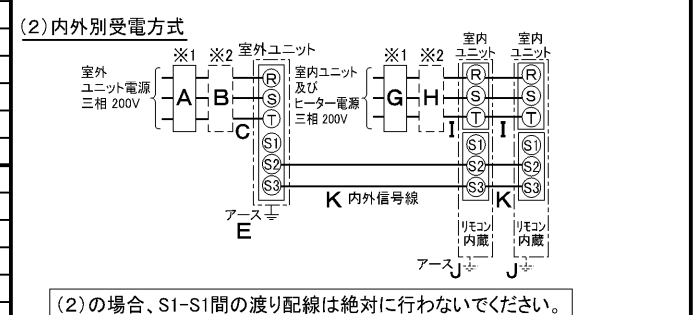 (2)内外別受電方式
※1 ※2 室外ユニット
室外
ユニット電源
三相 200V
A
B
C
R
S
T
S1
S2
S3
アース
E
※1 ※2
室内ユニット
及び
ヒーター電源
三相 200V
G
H
I
I
室内
ユニット
室内
ユニット
R
S
T
S1
S2
S3
R
S
T
S1
S2
S3
K 内外信号線
K
リモコン
内蔵
リモコン
内蔵
アース J
J
(2)の場合、S1-S1間の渡り配線は絶対に行わないでください。